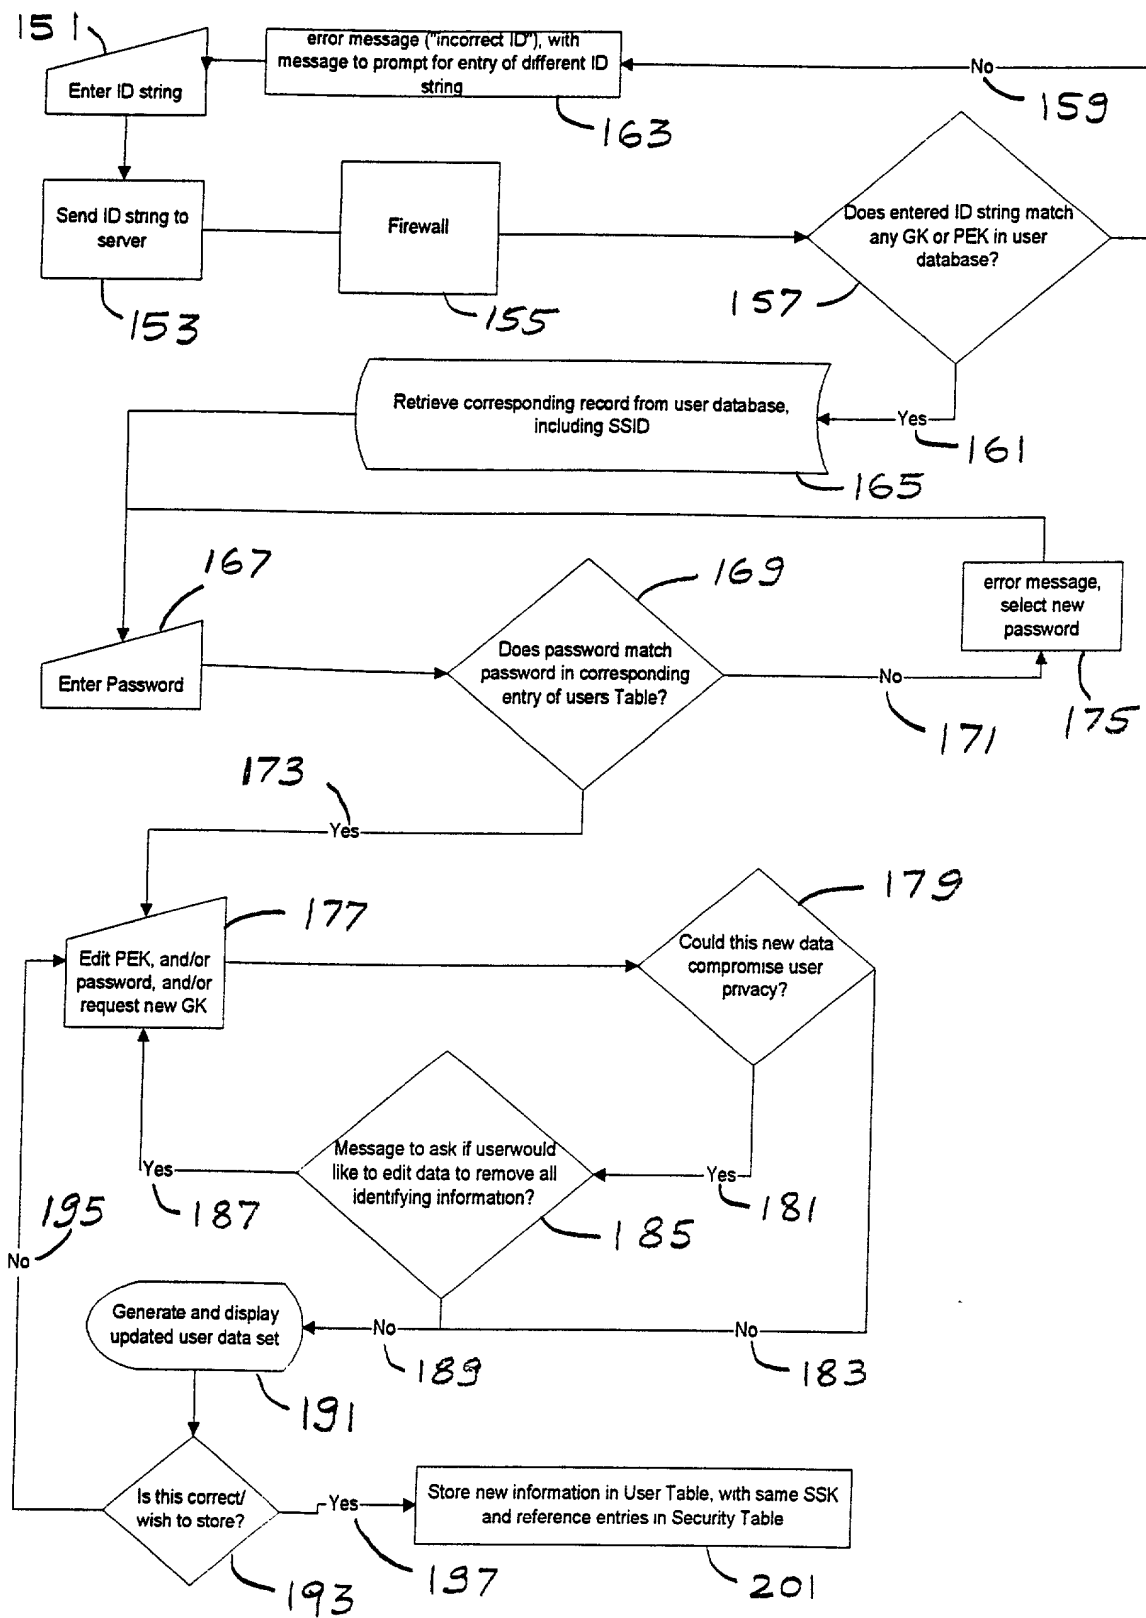 151
Enter ID string
error message ("incorrect ID"), with
message to prompt for entry of different ID
string
163
No
159
Send ID string to
server
153
Firewall
155
Does entered ID string match
any GK or PEK in user
database?
157
Retrieve corresponding record from user database,
including SSID
Yes
161
165
167
Enter Password
169
Does password match
password in corresponding
entry of users Table?
No
171
error message,
select new
password
175
173
Yes
177
Edit PEK, and/or
password, and/or
request new GK
179
Could this new data
compromise user
privacy?
Message to ask if userwould
like to edit data to remove all
identifying information?
Yes
187
185
Yes
181
195
No
Generate and display
updated user data set
No
189
No
183
191
Is this correct/
wish to store?
193
Yes
197
Store new information in User Table, with same SSK
and reference entries in Security Table
201